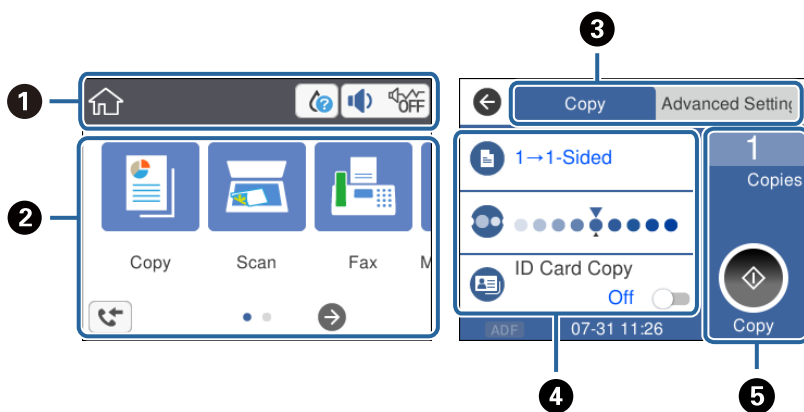 3
1
OFF
Copy Advanced Setting
1→1-Sided
1
Copies
2
Copy Scan Fax M
ID Card Copy
Off
ADF 07-31 11:26
Copy
4
5